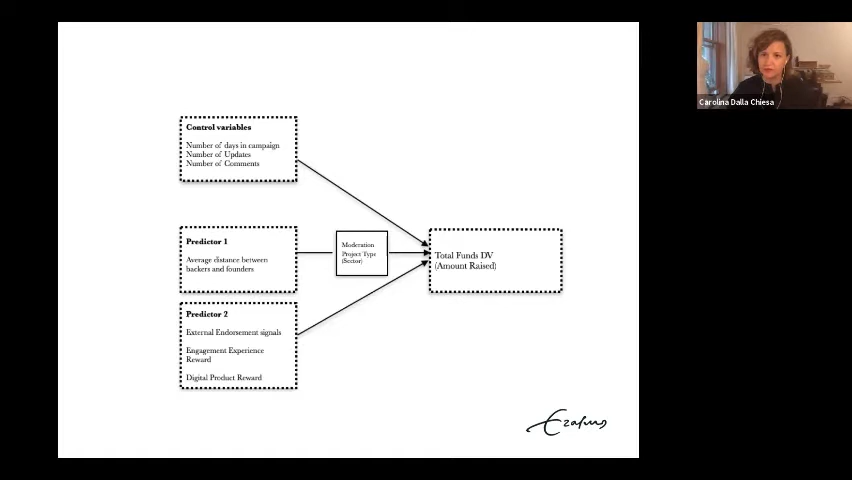 Carolina Dalla Chiesa
Control variables
Number of days in campaign
Number of Updates
Number of Comments
Predictor 1
Average distance between
backers and founders
Moderation
Project Type
(Sector)
Total Funds DV
(Amount Raised)
Predictor 2
External Endorsement signals
Engagement Experience
Reward
Digital Product Reward
Erasmus